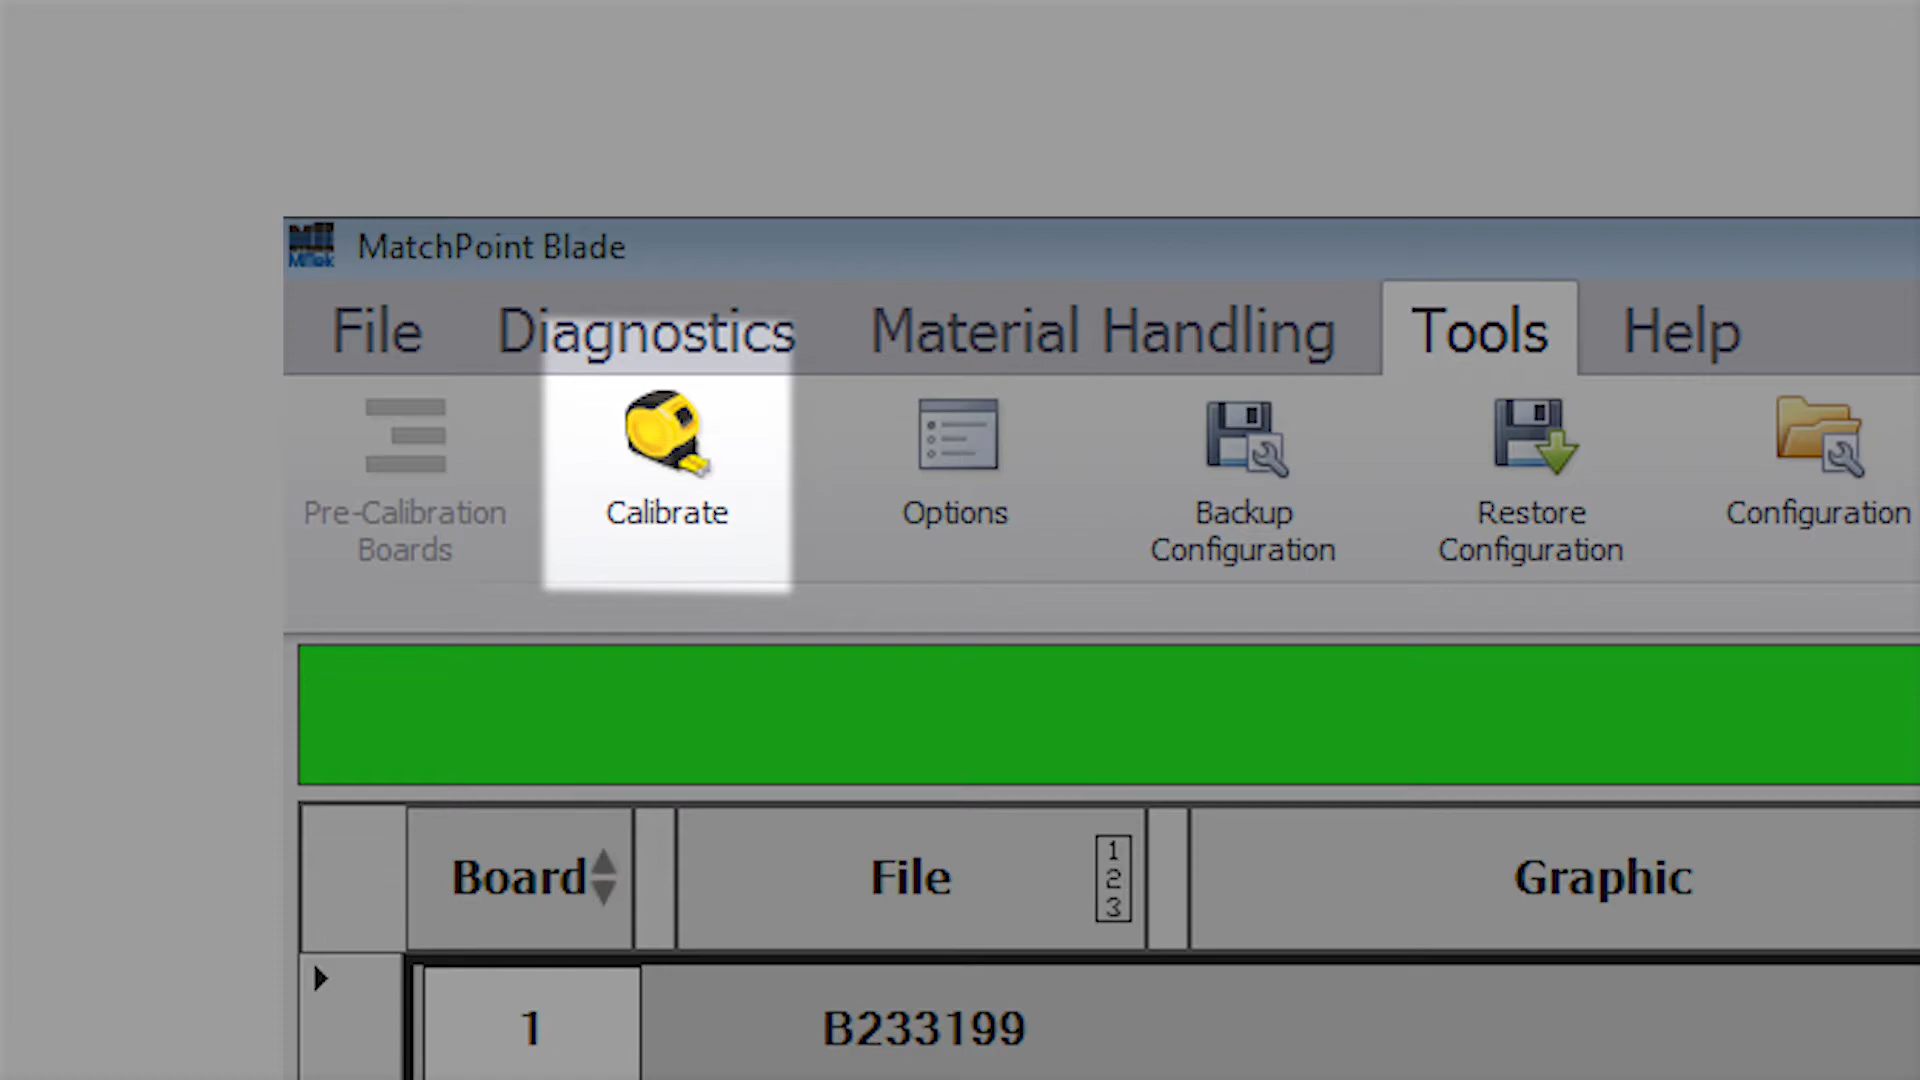 MiTek MatchPoint Blade
File Diagnostics Material Handling Tools Help
Pre-Calibration Boards
Calibrate
Options
Backup Configuration
Restore Configuration
Configuration
Board File 1 2 3 Graphic
1 B233199